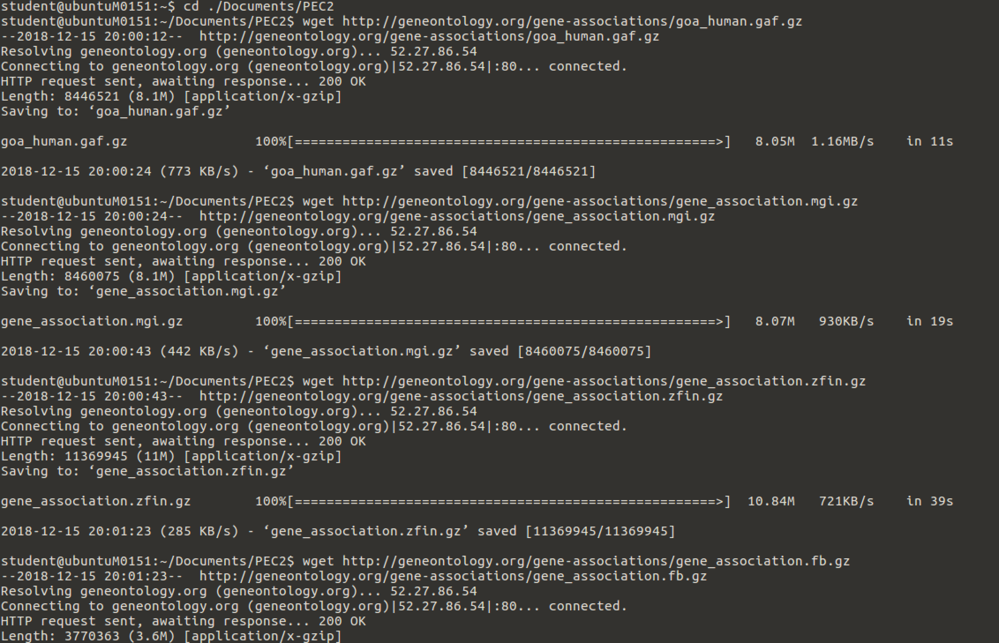 student@ubuntuM0151:~$ cd ./Documents/PEC2
student@ubuntuM0151:~/Documents/PEC2$ wget http://geneontology.org/gene-associations/goa_human.gaf.gz
--2018-12-15 20:00:12--  http://geneontology.org/gene-associations/goa_human.gaf.gz
Resolving geneontology.org (geneontology.org)... 52.27.86.54
Connecting to geneontology.org (geneontology.org)|52.27.86.54|:80... connected.
HTTP request sent, awaiting response... 200 OK
Length: 8446521 (8.1M) [application/x-gzip]
Saving to: ‘goa_human.gaf.gz’
goa_human.gaf.gz                100%[=====================================================>]   8.05M  1.16MB/s    in 11s
2018-12-15 20:00:24 (773 KB/s) - ‘goa_human.gaf.gz’ saved [8446521/8446521]
student@ubuntuM0151:~/Documents/PEC2$ wget http://geneontology.org/gene-associations/gene_association.mgi.gz
--2018-12-15 20:00:24--  http://geneontology.org/gene-associations/gene_association.mgi.gz
Resolving geneontology.org (geneontology.org)... 52.27.86.54
Connecting to geneontology.org (geneontology.org)|52.27.86.54|:80... connected.
HTTP request sent, awaiting response... 200 OK
Length: 8460075 (8.1M) [application/x-gzip]
Saving to: ‘gene_association.mgi.gz’
gene_association.mgi.gz         100%[=====================================================>]   8.07M   930KB/s    in 19s
2018-12-15 20:00:43 (442 KB/s) - ‘gene_association.mgi.gz’ saved [8460075/8460075]
student@ubuntuM0151:~/Documents/PEC2$ wget http://geneontology.org/gene-associations/gene_association.zfin.gz
--2018-12-15 20:00:43--  http://geneontology.org/gene-associations/gene_association.zfin.gz
Resolving geneontology.org (geneontology.org)... 52.27.86.54
Connecting to geneontology.org (geneontology.org)|52.27.86.54|:80... connected.
HTTP request sent, awaiting response... 200 OK
Length: 11369945 (11M) [application/x-gzip]
Saving to: ‘gene_association.zfin.gz’
gene_association.zfin.gz        100%[=====================================================>]  10.84M   721KB/s    in 39s
2018-12-15 20:01:23 (285 KB/s) - ‘gene_association.zfin.gz’ saved [11369945/11369945]
student@ubuntuM0151:~/Documents/PEC2$ wget http://geneontology.org/gene-associations/gene_association.fb.gz
--2018-12-15 20:01:23--  http://geneontology.org/gene-associations/gene_association.fb.gz
Resolving geneontology.org (geneontology.org)... 52.27.86.54
Connecting to geneontology.org (geneontology.org)|52.27.86.54|:80... connected.
HTTP request sent, awaiting response... 200 OK
Length: 3770363 (3.6M) [application/x-gzip]